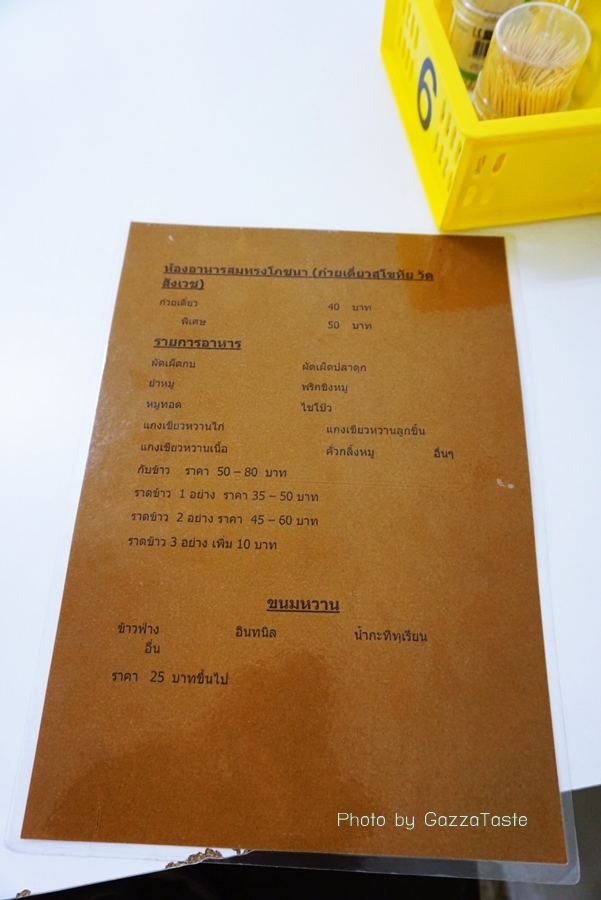 6
ห้องอาหารสมทรงโภชนา (ก๋วยเตี๋ยวสุโขทัย วัด
สังเวช)
ก๋วยเตี๋ยว 40 บาท
พิเศษ 50 บาท
รายการอาหาร
ผัดเผ็ดกบ ผัดเผ็ดปลาดุก
ยำหมู พริกขิงหมู
หมูทอด ไชโป๊ว
แกงเขียวหวานไก่ แกงเขียวหวานลูกชิ้น
แกงเขียวหวานเนื้อ คั่วกลิ้งหมู อื่นๆ
กับข้าว ราคา 50 – 80 บาท
ราดข้าว 1 อย่าง ราคา 35 – 50 บาท
ราดข้าว 2 อย่าง ราคา 45 – 60 บาท
ราดข้าว 3 อย่าง เพิ่ม 10 บาท
ขนมหวาน
ข้าวฟ่าง อินทนิล น้ำกะทิทุเรียน
อื่น
ราคา 25 บาทขึ้นไป
Photo by GazzaTaste